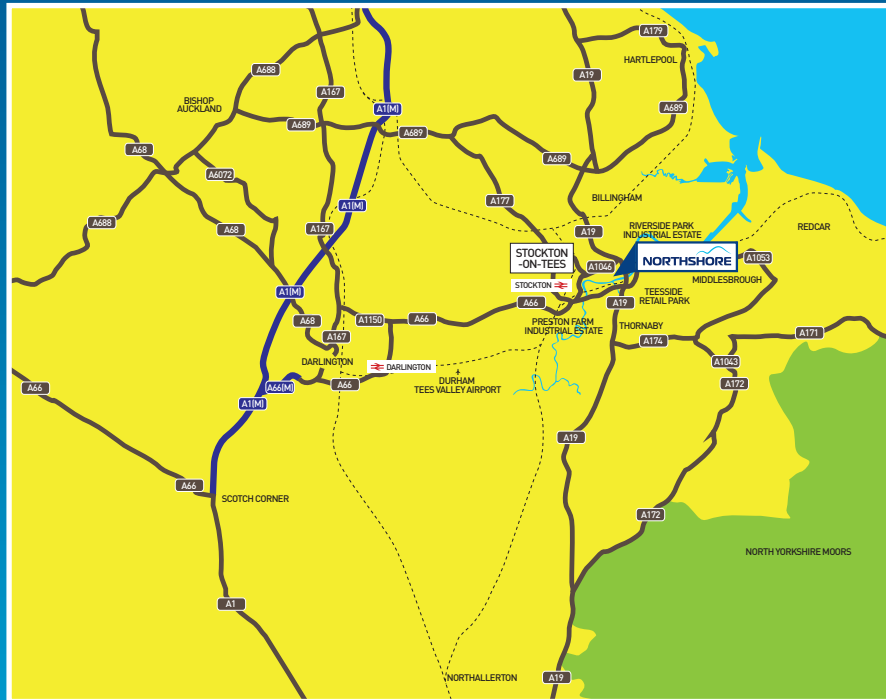 A179
HARTLEPOOL
A688
A19
A167
BISHOP
AUCKLAND
A1(M)
A689
A689
A689
A68
A689
A6072
A177
BILLINGHAM
A1(M)
A688
A68
A167
A19
RIVERSIDE PARK
INDUSTRIAL ESTATE
REDCAR
STOCKTON
-ON-TEES
NORTHSHORE
A1053
A1046
STOCKTON
MIDDLESBROUGH
A1(M)
TEESSIDE
RETAIL PARK
A66
A19
A68
A1150
A66
PRESTON FARM
INDUSTRIAL ESTATE
THORNABY
A171
A167
A174
DARLINGTON
DARLINGTON
A1043
DURHAM
TEES VALLEY AIRPORT
A66
A66(M)
A66
A172
A1(M)
A19
A66
SCOTCH CORNER
A172
NORTH YORKSHIRE MOORS
A1
NORTHALLERTON
A19